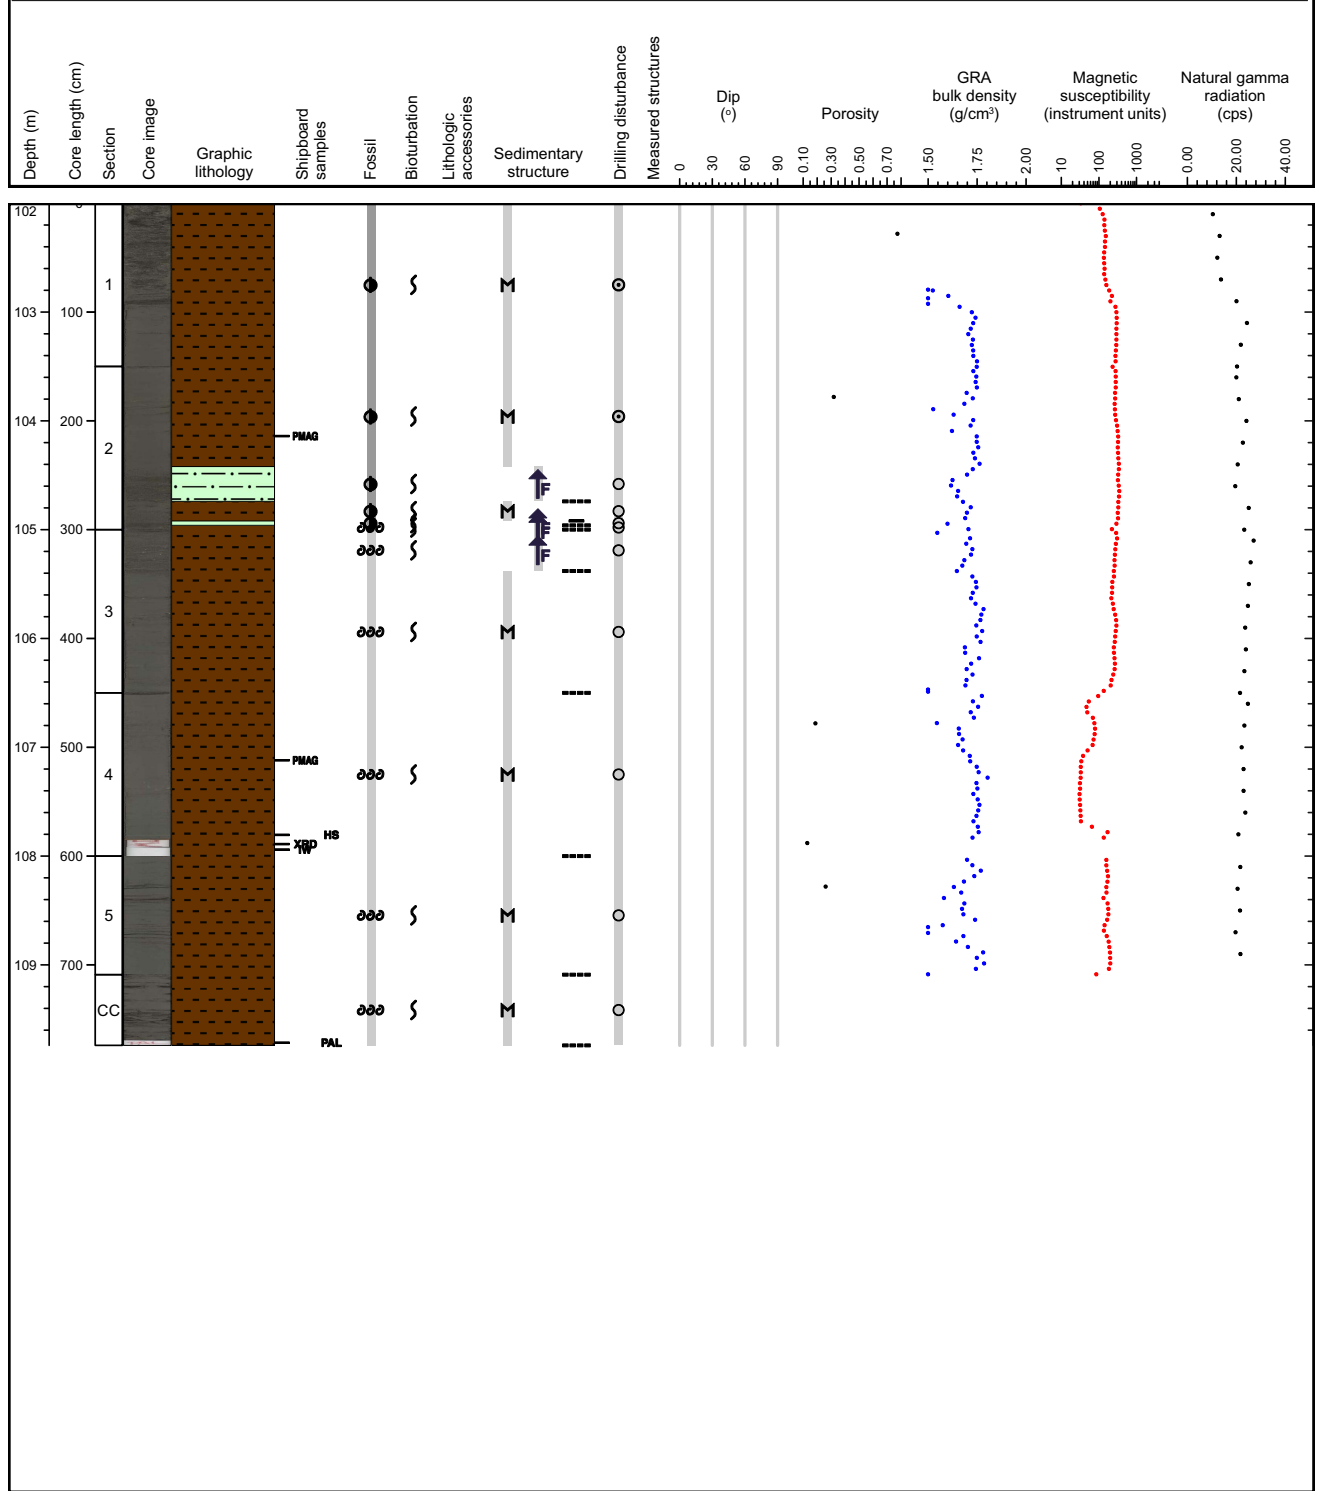 Depth (m)
Core length (cm)
Section
Core image
Graphic
lithology
Shipboard
samples
Fossil
Bioturbation
Lithologic
accessories
Sedimentary
structure
Drilling disturbance
Measured structures
Dip
(°)
Porosity
GRA
bulk density
(g/cm³)
Magnetic
susceptibility
(instrument units)
Natural gamma
radiation
(cps)
0 30 60 90
0.10 0.30 0.50 0.70
1.50 1.75 2.00
10 100 1000
0.00 20.00 40.00
102 0
1
103 100
104 200
PMAG
2
F
F
105 300
F
3
106 400
107 500
PMAG
4
HS
XRD
IW
108 600
5
109 700
CC
PAL